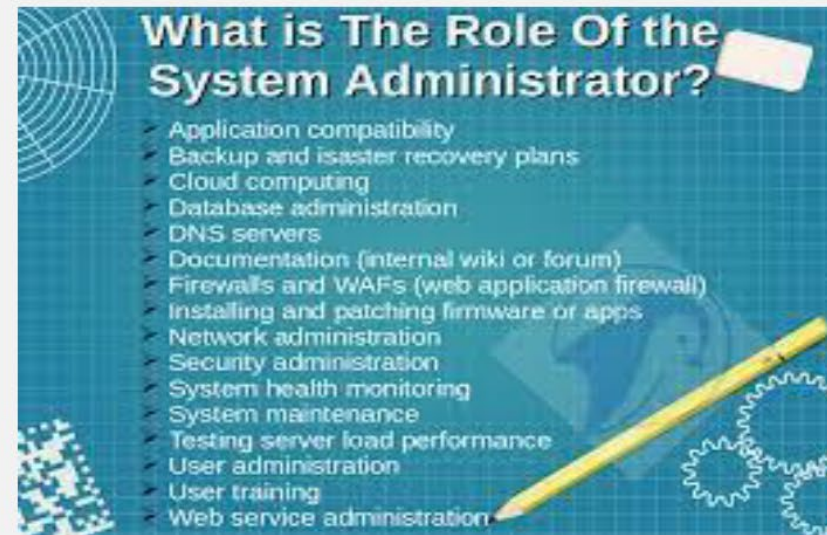 What is The Role Of the
System Administrator?
Application compatibility
Backup and isaster recovery plans
Cloud computing
Database administration
DNS servers
Documentation (internal wiki or forum)
Firewalls and WAFs (web application firewall)
Installing and patching firmware or apps
Network administration
Security administration
System health monitoring
System maintenance
Testing server load performance
User administration
User training
Web service administration